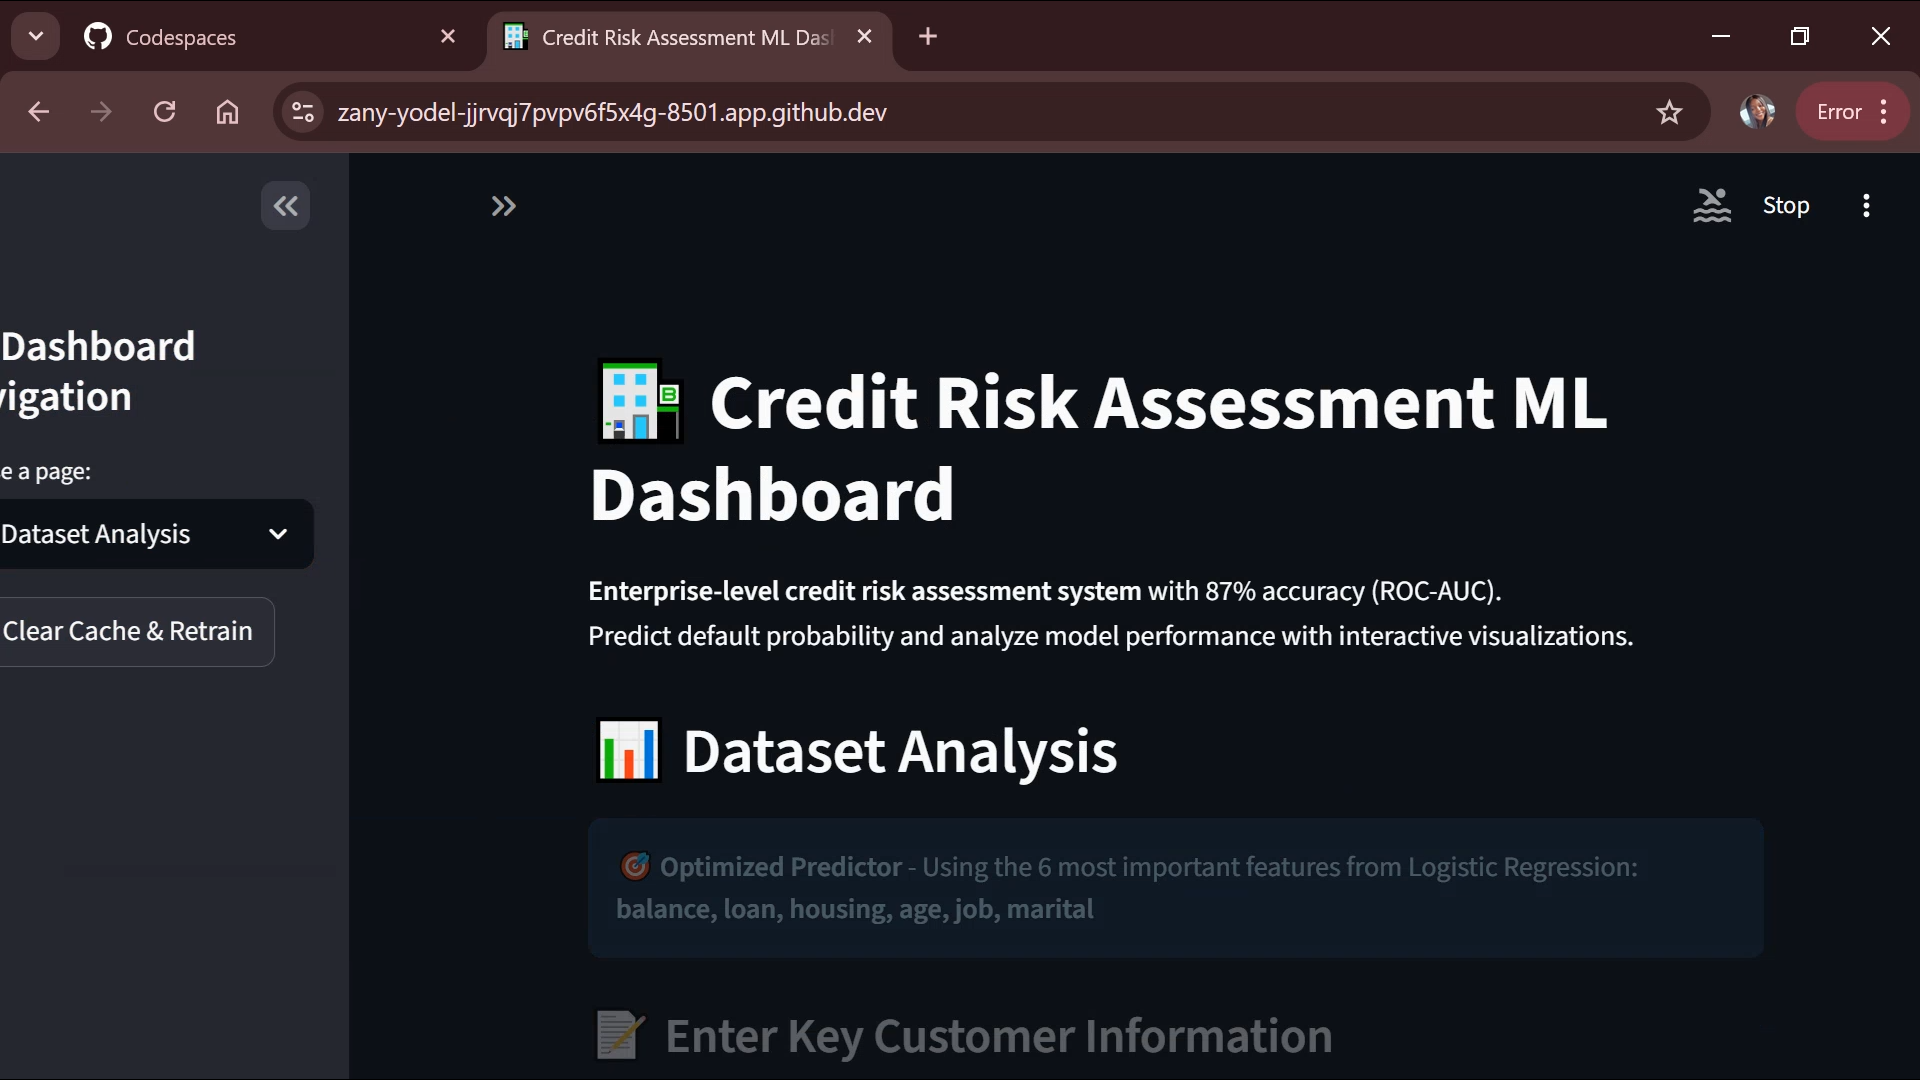 Codespaces
Credit Risk Assessment ML Das
zany-yodel-jjrvqj7pvpv6f5x4g-8501.app.github.dev
Error
Stop
Dashboard
vigation
e a page:
Dataset Analysis
Clear Cache & Retrain
Credit Risk Assessment ML
Dashboard
Enterprise-level credit risk assessment system with 87% accuracy (ROC-AUC).
Predict default probability and analyze model performance with interactive visualizations.
Dataset Analysis
Optimized Predictor - Using the 6 most important features from Logistic Regression:
balance, loan, housing, age, job, marital
Enter Key Customer Information